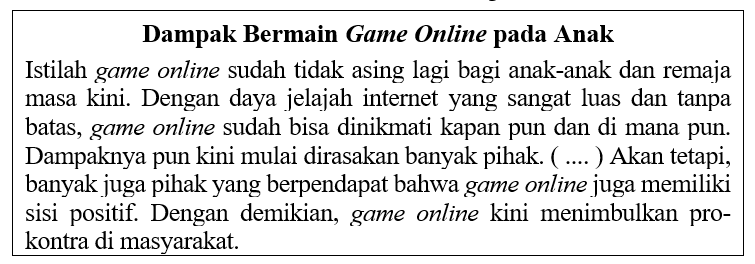 Dampak Bermain Game Online pada Anak
Istilah game online sudah tidak asing lagi bagi anak-anak dan remaja
masa kini. Dengan daya jelajah internet yang sangat luas dan tanpa
batas, game online sudah bisa dinikmati kapan pun dan di mana pun.
Dampaknya pun kini mulai dirasakan banyak pihak. ( .... ) Akan tetapi,
banyak juga pihak yang berpendapat bahwa game online juga memiliki
sisi positif. Dengan demikian, game online kini menimbulkan pro-
kontra di masyarakat.